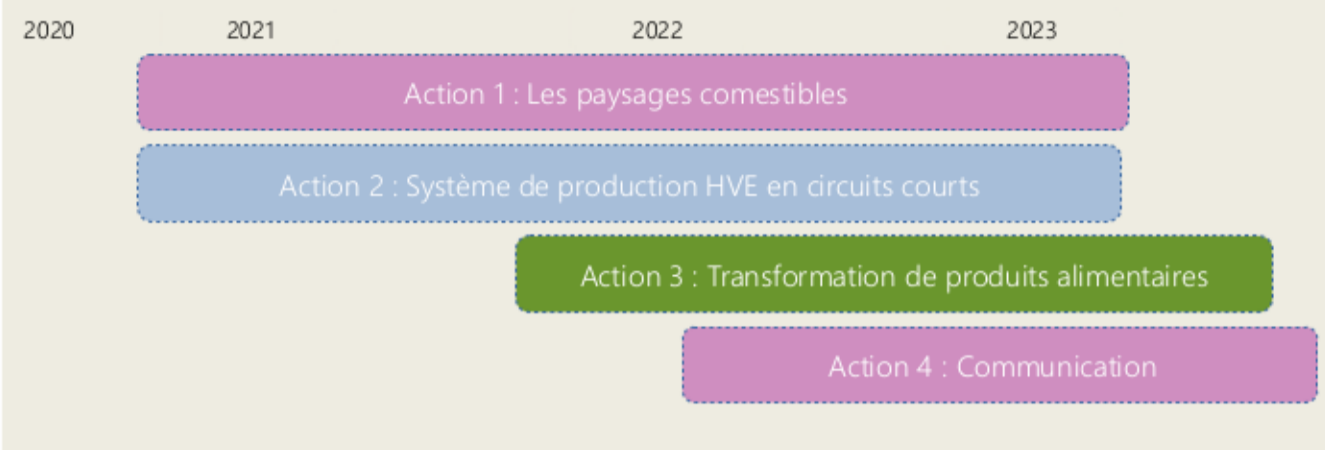 2020 2021 2022 2023
Action 1 : Les paysages comestibles
Action 2 : Système de production HVE en circuits courts
Action 3 : Transformation de produits alimentaires
Action 4 : Communication